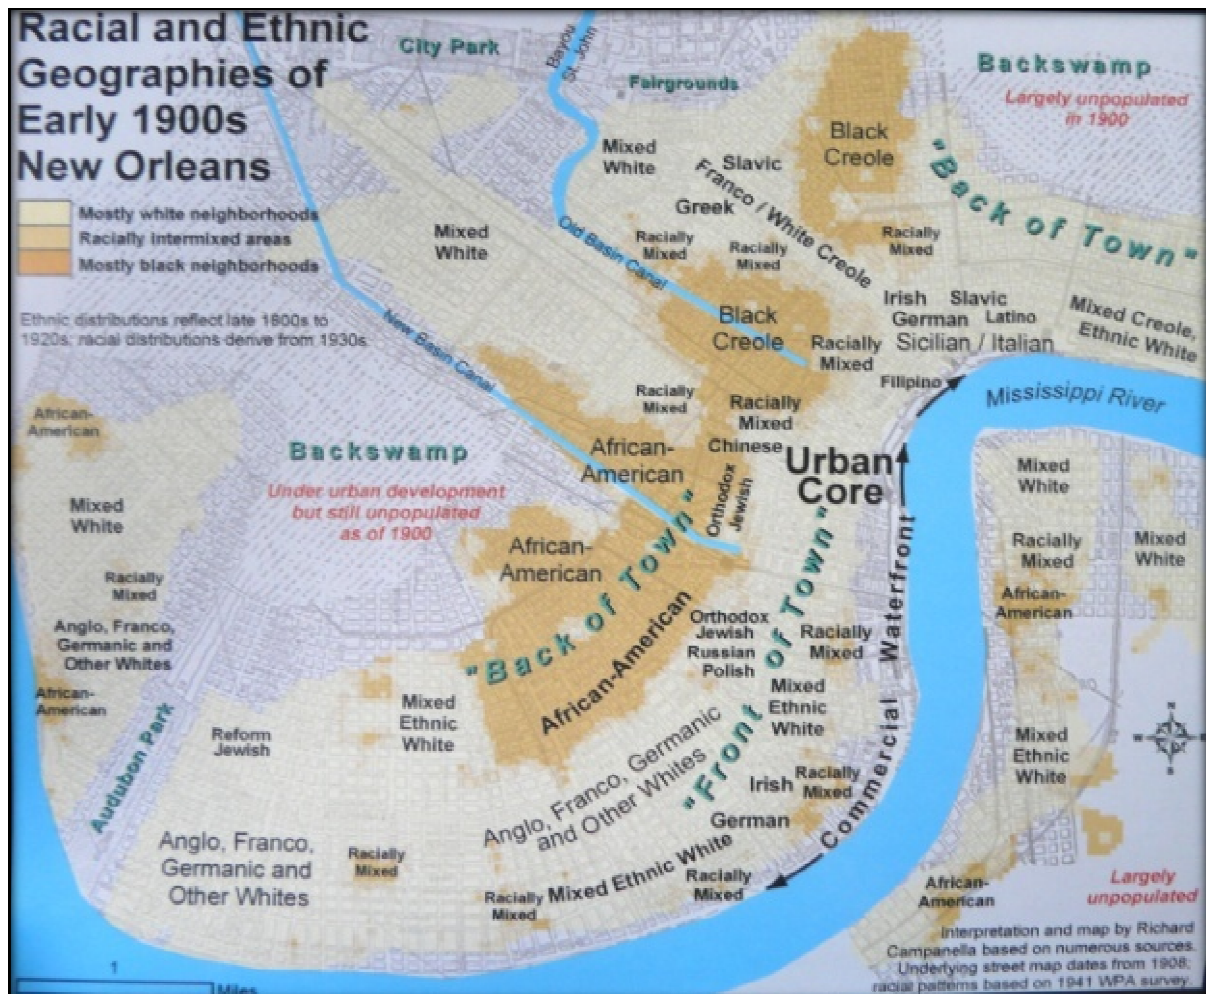 Racial and Ethnic
Geographies of
Early 1900s
New Orleans
Mostly white neighborhoods
Racially intermixed areas
Mostly black neighborhoods
Ethnic distributions reflect late 1800s to
1920s; racial distributions derive from 1930s
City Park
Bayou
St. John
Fairgrounds
Backswamp
Largely unpopulated
in 1900
Black
Creole
"Back of Town"
Mixed
White
Slavic
Franco / White Creole
Greek
Mixed
White
Old Basin Canal
Racially
Mixed
Racially
Mixed
Racially
Mixed
Irish
Slavic
German
Latino
Sicilian / Italian
Mixed Creole,
Ethnic White
Black
Creole
Racially
Mixed
Filipino
Mississippi River
New Basin Canal
African-
American
Backswamp
Under urban development
but still unpopulated
as of 1900
Racially
Mixed
Racially
Mixed
Chinese
African-
American
Orthodox
Jewish
Urban
Core
Mixed
White
Mixed
White
Racially
Mixed
Mixed
White
African-
American
African-
American
"Back of Town"
African-American
Racially
Mixed
Anglo, Franco,
Germanic and
Other Whites
African-
American
Audubon Park
Reform
Jewish
Mixed
Ethnic
White
Orthodox
Jewish
Russian
Polish
Racially
Mixed
Mixed
Ethnic
White
"Front of Town"
Commercial Waterfront
Anglo, Franco, Germanic
and Other Whites
Irish
Racially
Mixed
German
Mixed
Ethnic
White
Anglo, Franco,
Germanic and
Other Whites
Racially
Mixed
Racially
Mixed
Mixed Ethnic White
Racially
Mixed
African-
American
Largely
unpopulated
N
W
S
Interpretation and map by Richard
Campanella based on numerous sources.
Underlying street map dates from 1908;
racial patterns based on 1941 WPA survey.
1
Miles